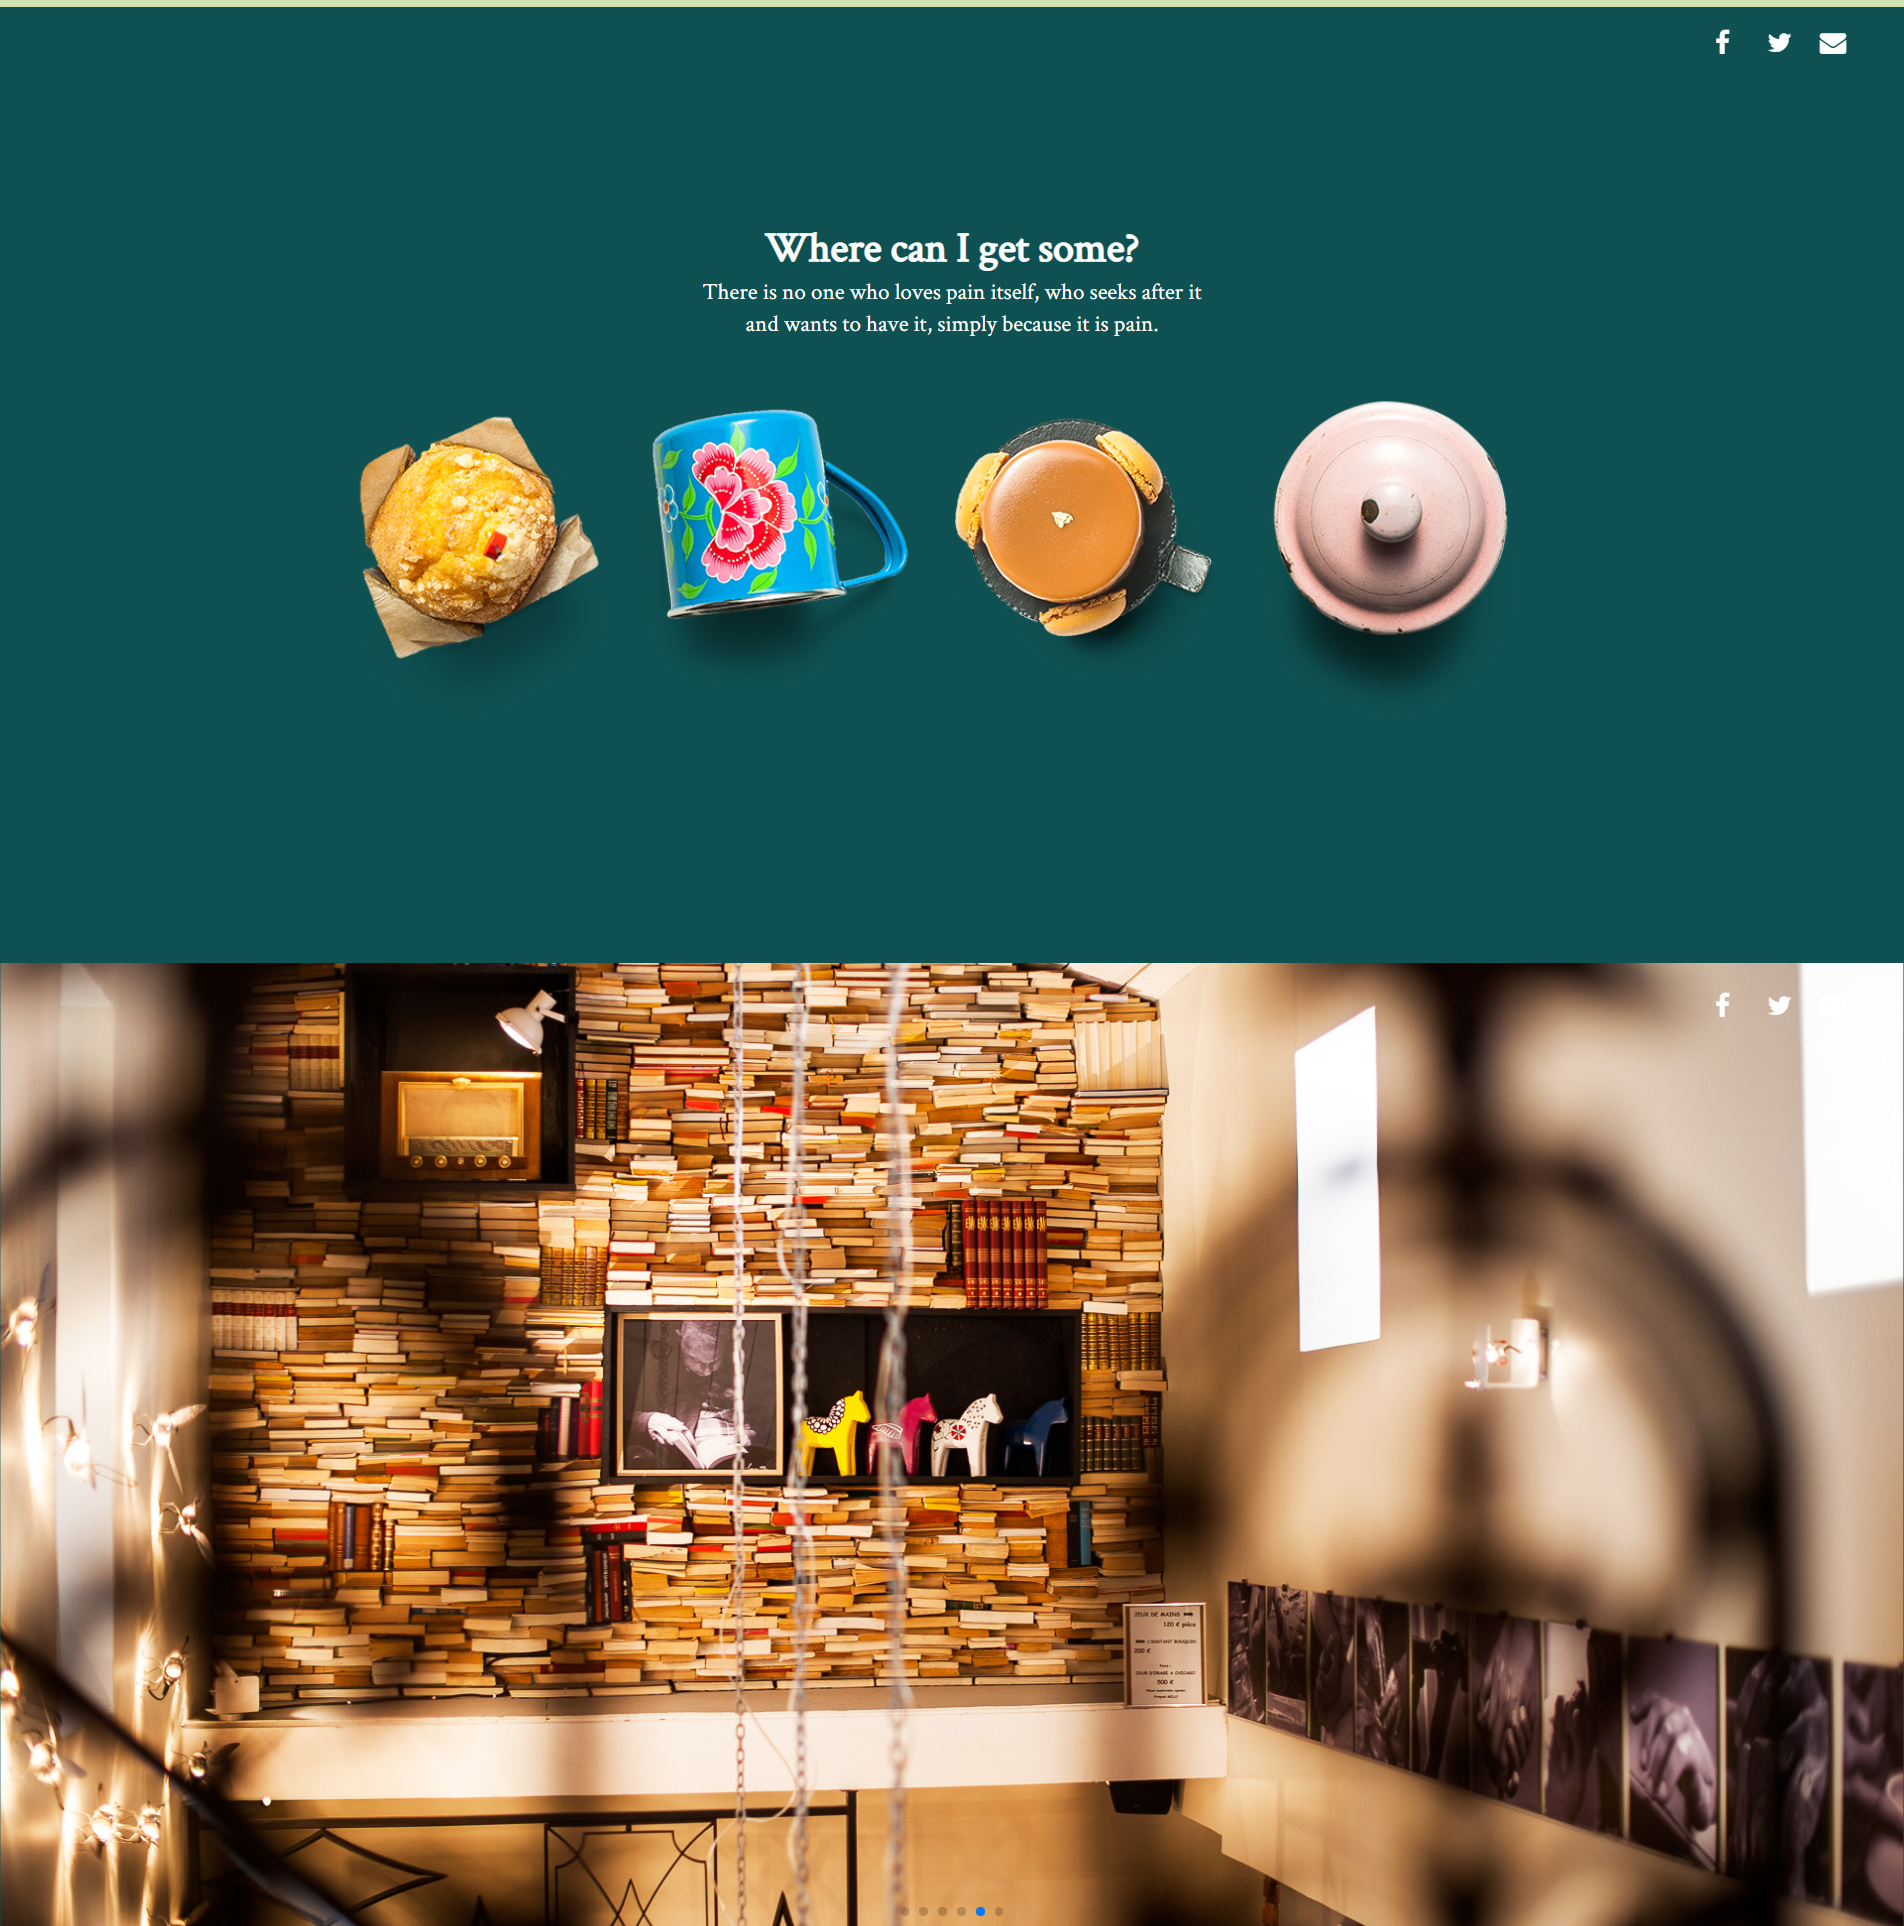 Where can I get some?
There is no one who loves pain itself, who seeks after it
and wants to have it, simply because it is pain.
JEUX DE MAINS
120 € pièce
L'INSTANT BOUQUIN
200 €
JOUR D'ORAGE A CHICAGO
500 €